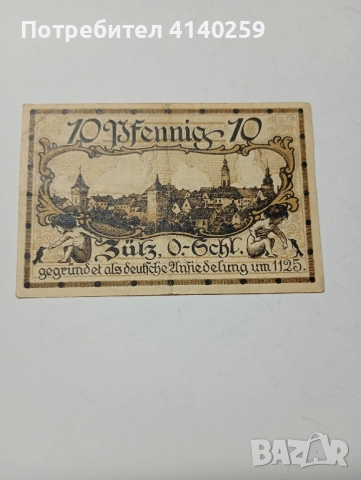 Потребител 4140259
10 Pfennig 10
Zülz, O.-Schl.
gegründet als deutsche Ansiedelung um 1125.
BAZAR